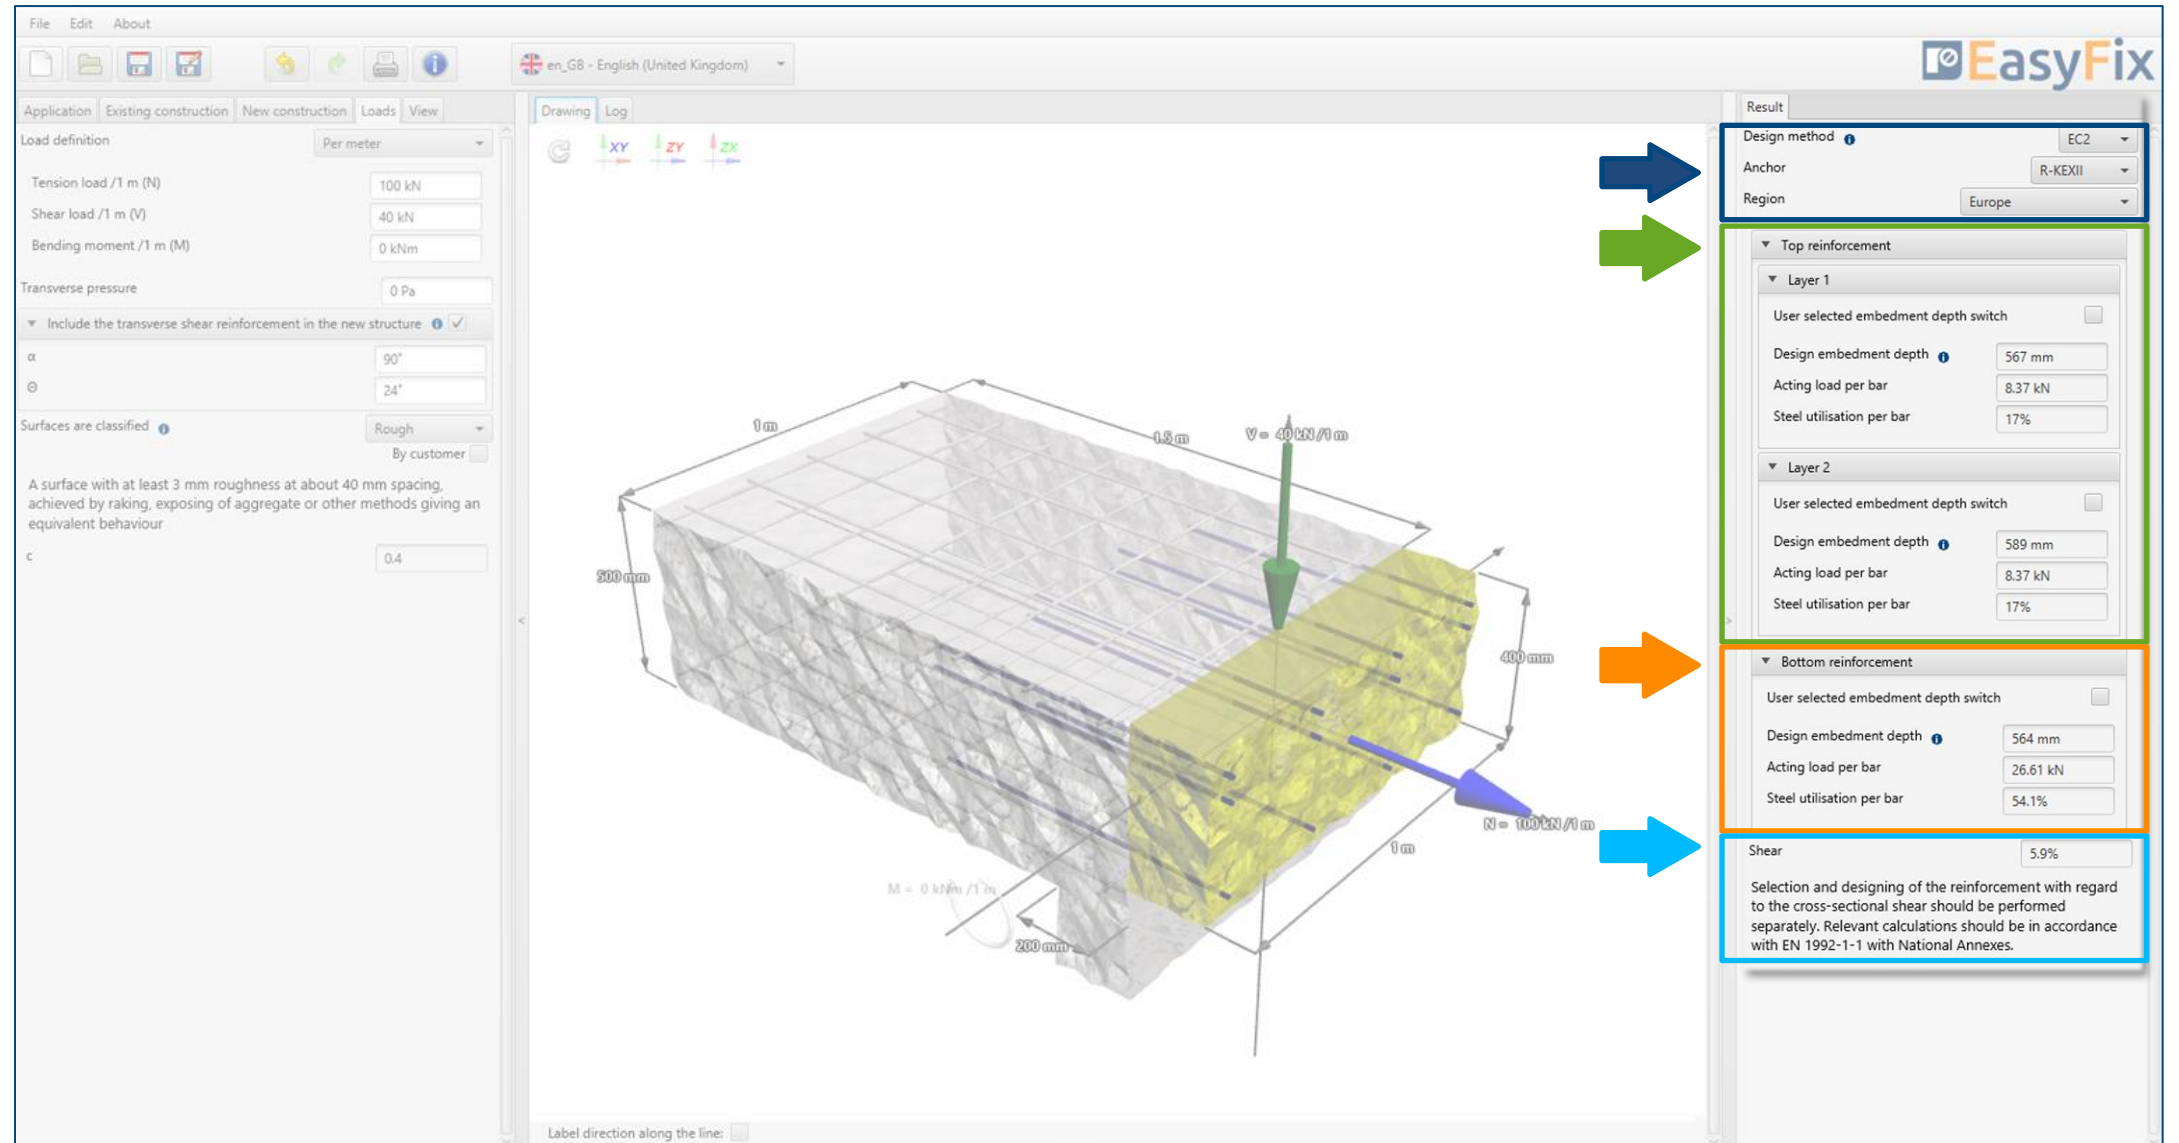 File Edit About
en_GB - English (United Kingdom)
EasyFix
Application Existing construction New construction Loads View
Load definition Per meter
Tension load /1 m (N) 100 kN
Shear load /1 m (V) 40 kN
Bending moment /1 m (M) 0 kNm
Transverse pressure 0 Pa
Include the transverse shear reinforcement in the new structure
α 90°
Θ 24°
Surfaces are classified Rough
By customer
A surface with at least 3 mm roughness at about 40 mm spacing,
achieved by raking, exposing of aggregate or other methods giving an
equivalent behaviour
c 0.4
Drawing Log
XY ZY ZX
1 m
1.5 m
V = 40 kN /1 m
500 mm
400 mm
N = 100 kN /1 m
1 m
M = 0 kNm /1 m
200 mm
Label direction along the line:
Result
Design method EC2
Anchor R-KEXII
Region Europe
Top reinforcement
Layer 1
User selected embedment depth switch
Design embedment depth 567 mm
Acting load per bar 8.37 kN
Steel utilisation per bar 17%
Layer 2
User selected embedment depth switch
Design embedment depth 589 mm
Acting load per bar 8.37 kN
Steel utilisation per bar 17%
Bottom reinforcement
User selected embedment depth switch
Design embedment depth 564 mm
Acting load per bar 26.61 kN
Steel utilisation per bar 54.1%
Shear 5.9%
Selection and designing of the reinforcement with regard
to the cross-sectional shear should be performed
separately. Relevant calculations should be in accordance
with EN 1992-1-1 with National Annexes.